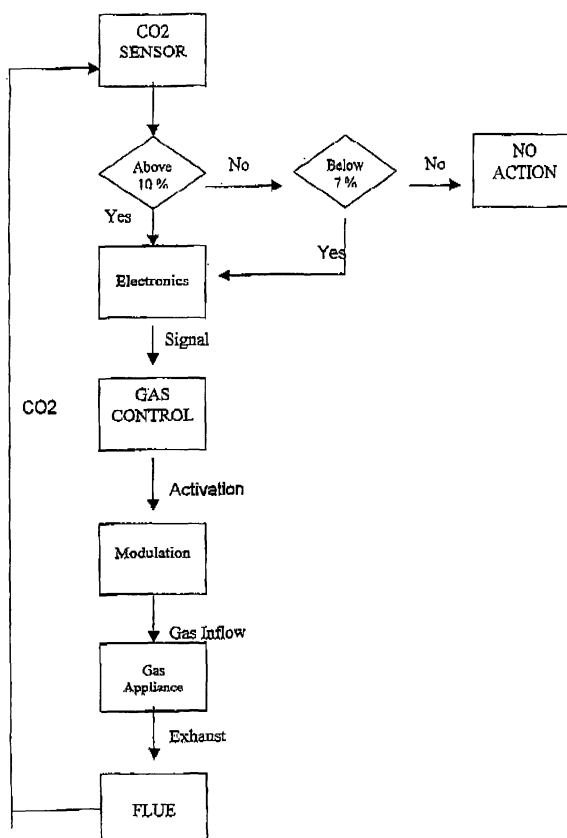 CO2
SENSOR
Above
10 %
No
Below
7 %
No
NO
ACTION
Yes
Yes
Electronics
Signal
GAS
CONTROL
CO2
Activation
Modulation
Gas Inflow
Gas
Appliance
Exhaust
FLUE